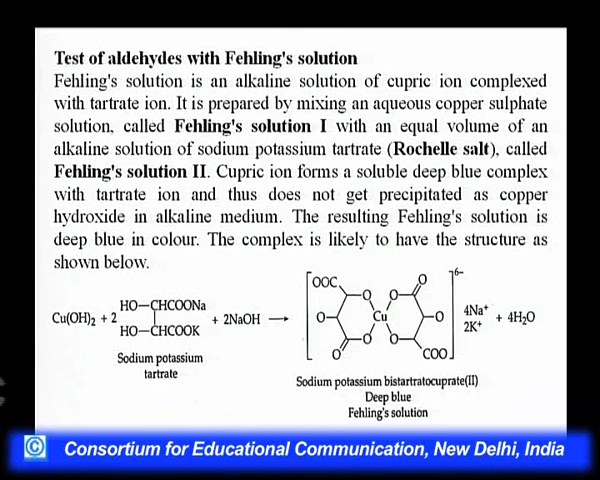 Test of aldehydes with Fehling's solution
Fehling's solution is an alkaline solution of cupric ion complexed
with tartrate ion. It is prepared by mixing an aqueous copper sulphate
solution, called Fehling's solution I with an equal volume of an
alkaline solution of sodium potassium tartrate (Rochelle salt), called
Fehling's solution II. Cupric ion forms a soluble deep blue complex
with tartrate ion and thus does not get precipitated as copper
hydroxide in alkaline medium. The resulting Fehling's solution is
deep blue in colour. The complex is likely to have the structure as
shown below.
Cu(OH)₂ + 2 HO—CHCOONa + 2NaOH ⟶
HO—CHCOOK
Sodium potassium
tartrate
OOC O O O 6–
O Cu O 4Na⁺ + 4H₂O
2K⁺
O O O COO
Sodium potassium bistartratocuprate(II)
Deep blue
Fehling's solution
© Consortium for Educational Communication, New Delhi, India